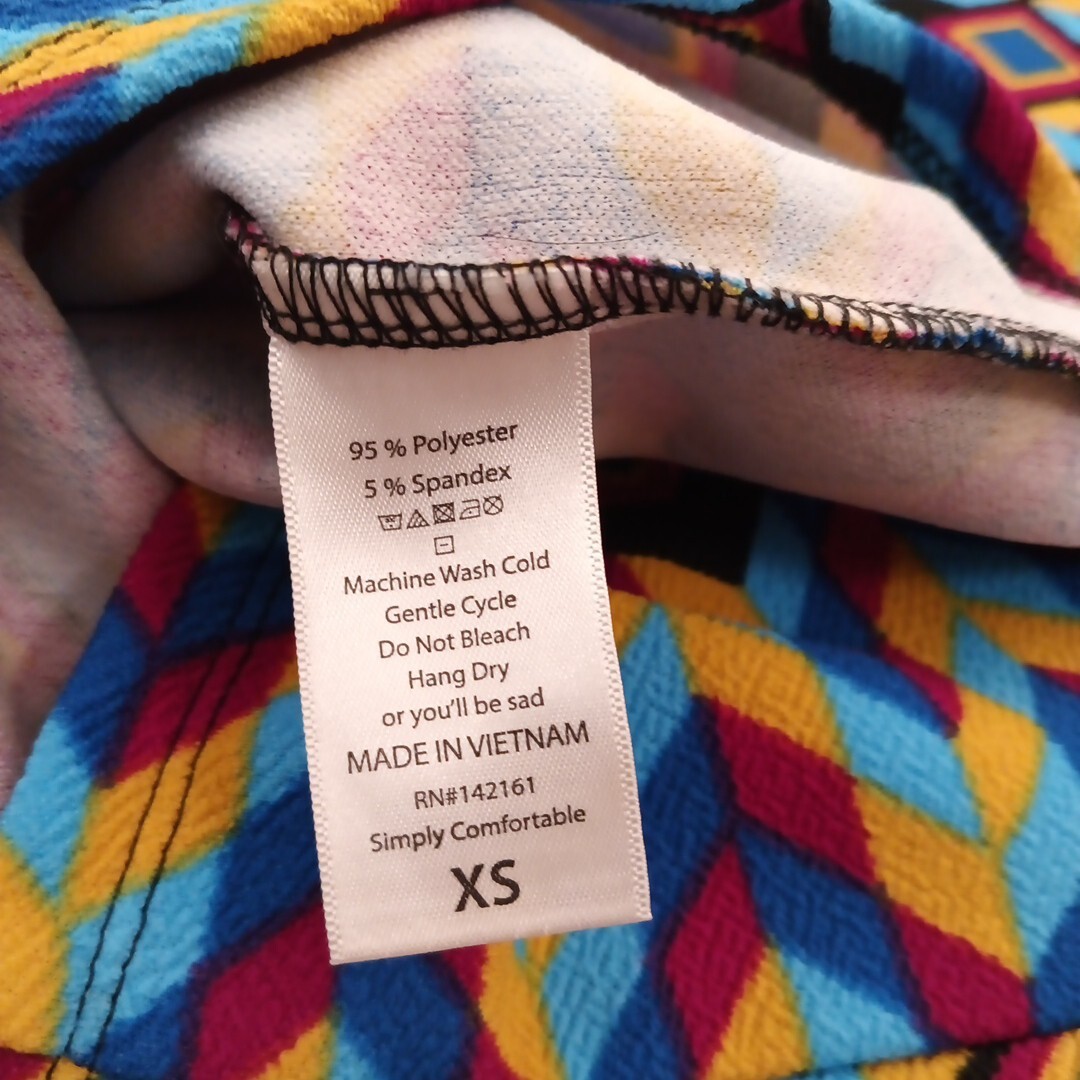 95 % Polyester
5 % Spandex
Machine Wash Cold
Gentle Cycle
Do Not Bleach
Hang Dry
or you'll be sad
MADE IN VIETNAM
RN#142161
Simply Comfortable
XS